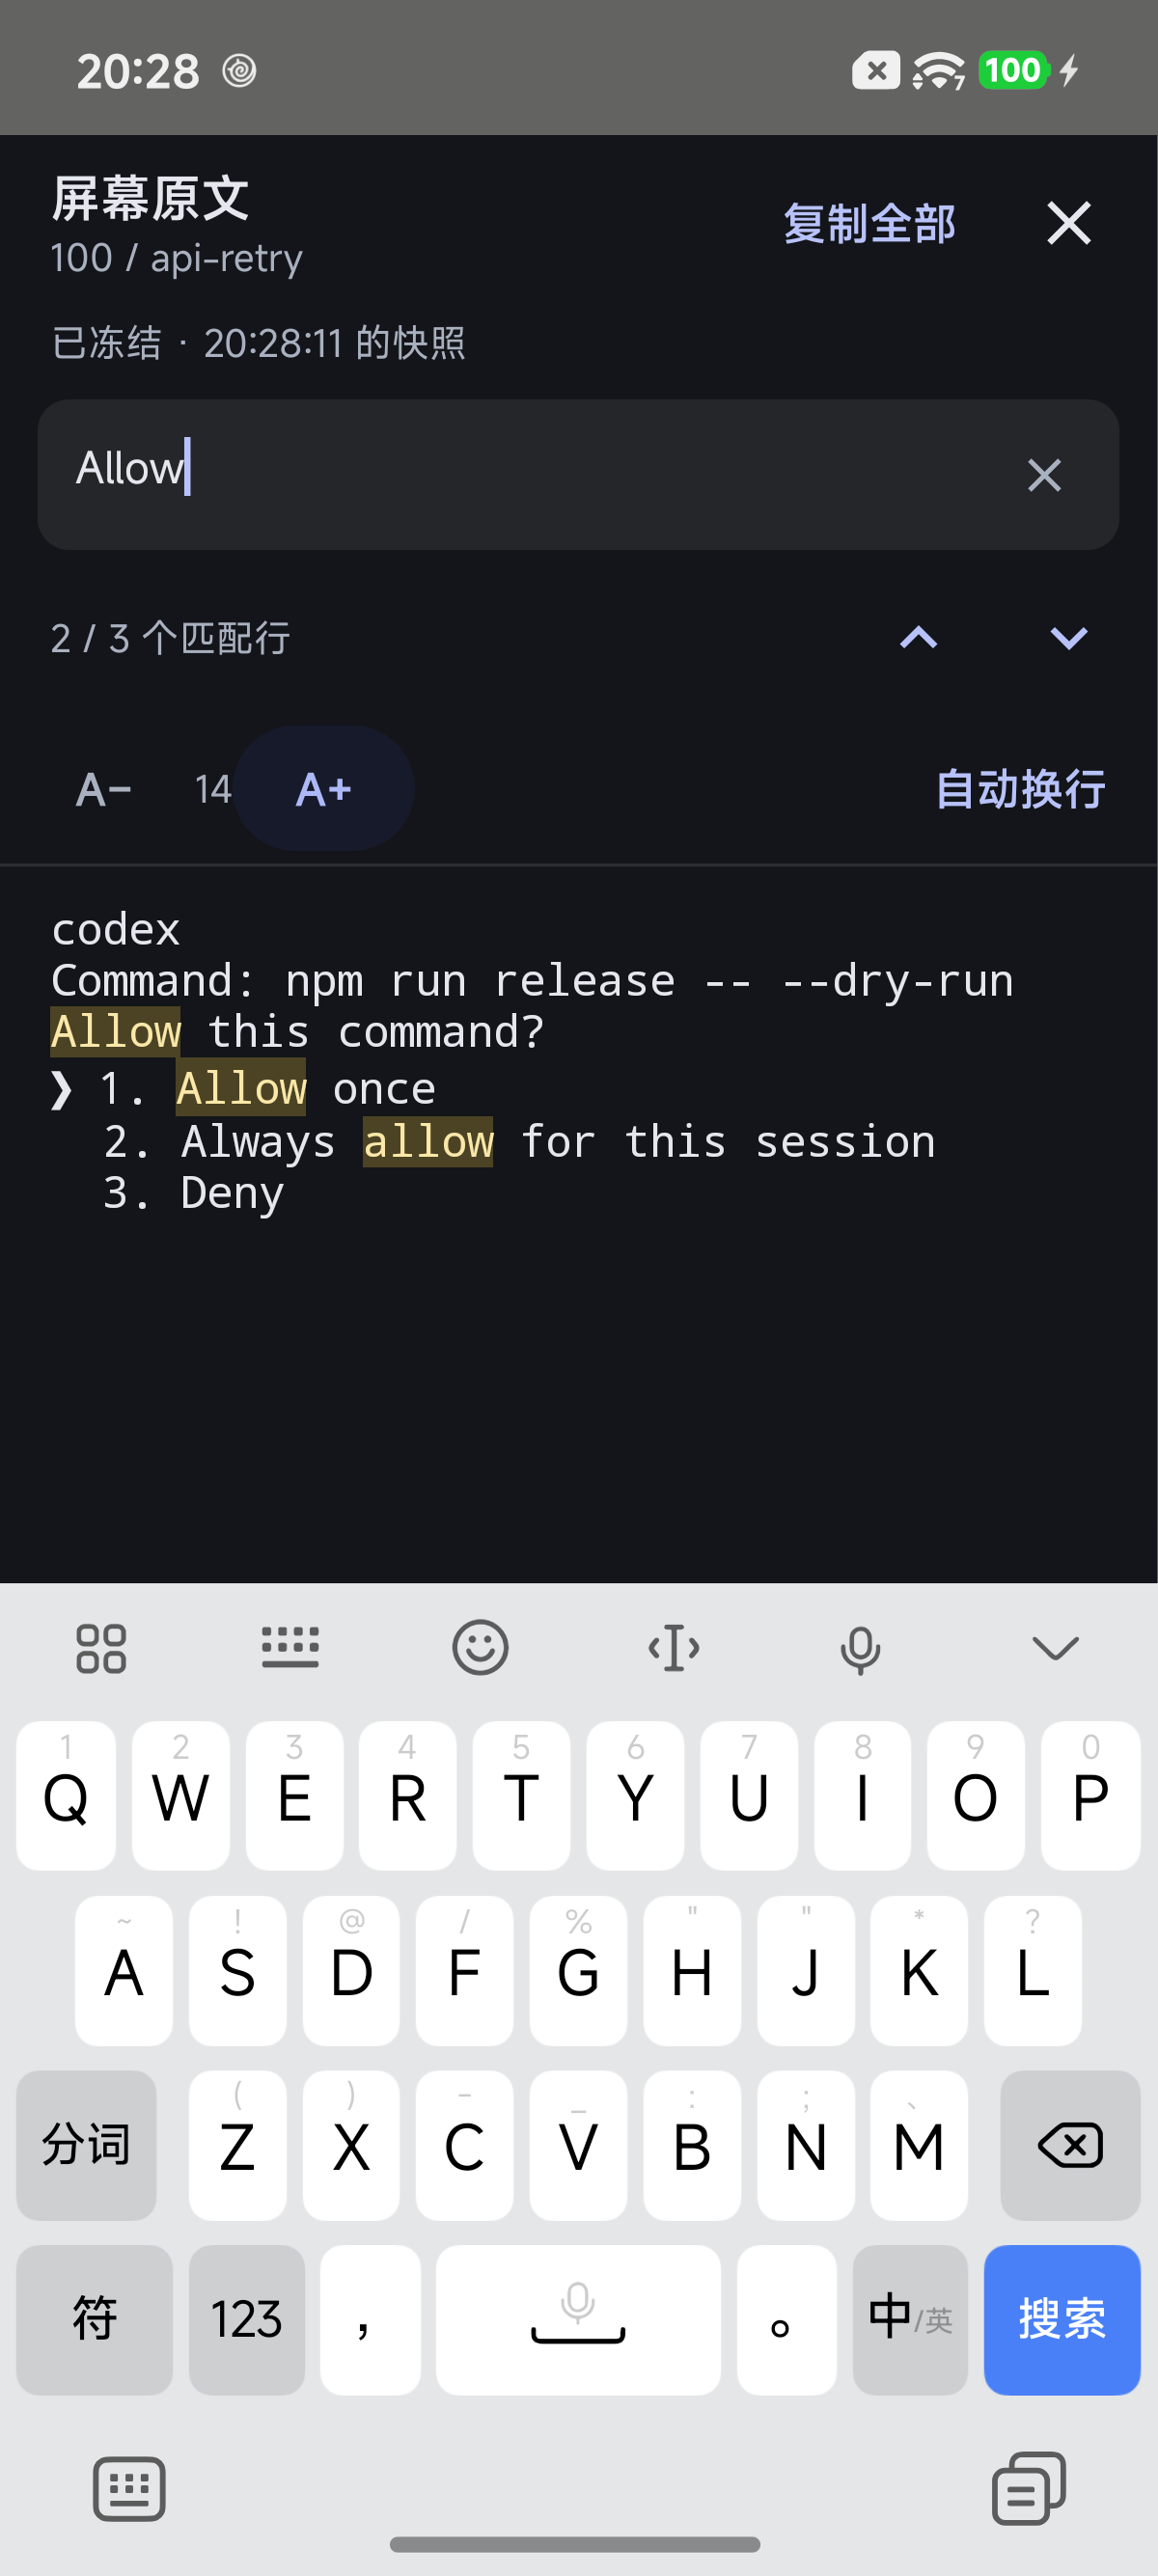 20:28
7
100
屏幕原文
复制全部
100 / api-retry
已冻结 · 20:28:11 的快照
Allow
2 / 3 个匹配行
A− 14 A+ 自动换行
codex
Command: npm run release -- --dry-run
Allow this command?
❯ 1. Allow once
2. Always allow for this session
3. Deny
1 2 3 4 5 6 7 8 9 0
Q W E R T Y U I O P
~ ! @ / % " " * ?
A S D F G H J K L
( ) - _ : ; 、
分词 Z X C V B N M
符 123 ， 。 中/英 搜索